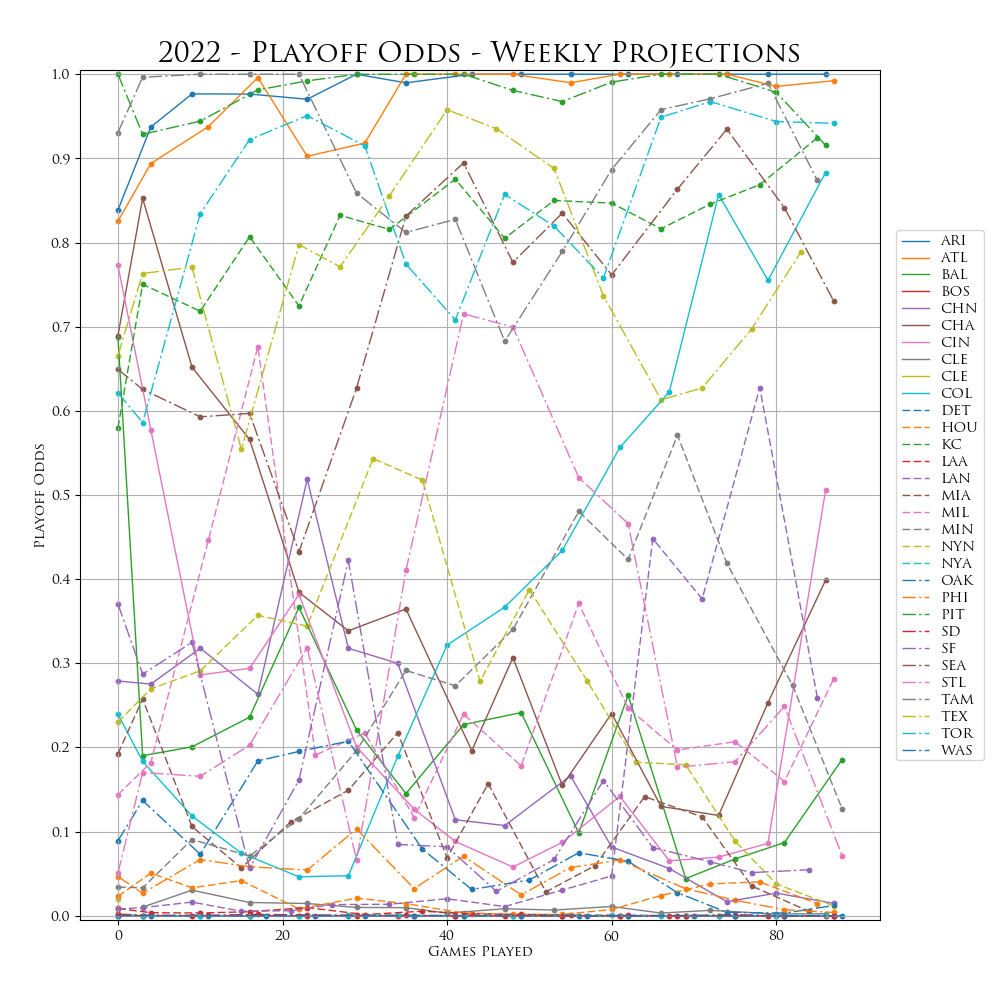 2022 - Playoff Odds - Weekly Projections
1.0
0.9
0.8
0.7
0.6
0.5
0.4
0.3
0.2
0.1
0.0
Playoff Odds
0 20 40 60 80
Games Played
ARI
ATL
BAL
BOS
CHN
CHA
CIN
CLE
CLE
COL
DET
HOU
KC
LAA
LAN
MIA
MIL
MIN
NYN
NYA
OAK
PHI
PIT
SD
SF
SEA
STL
TAM
TEX
TOR
WAS